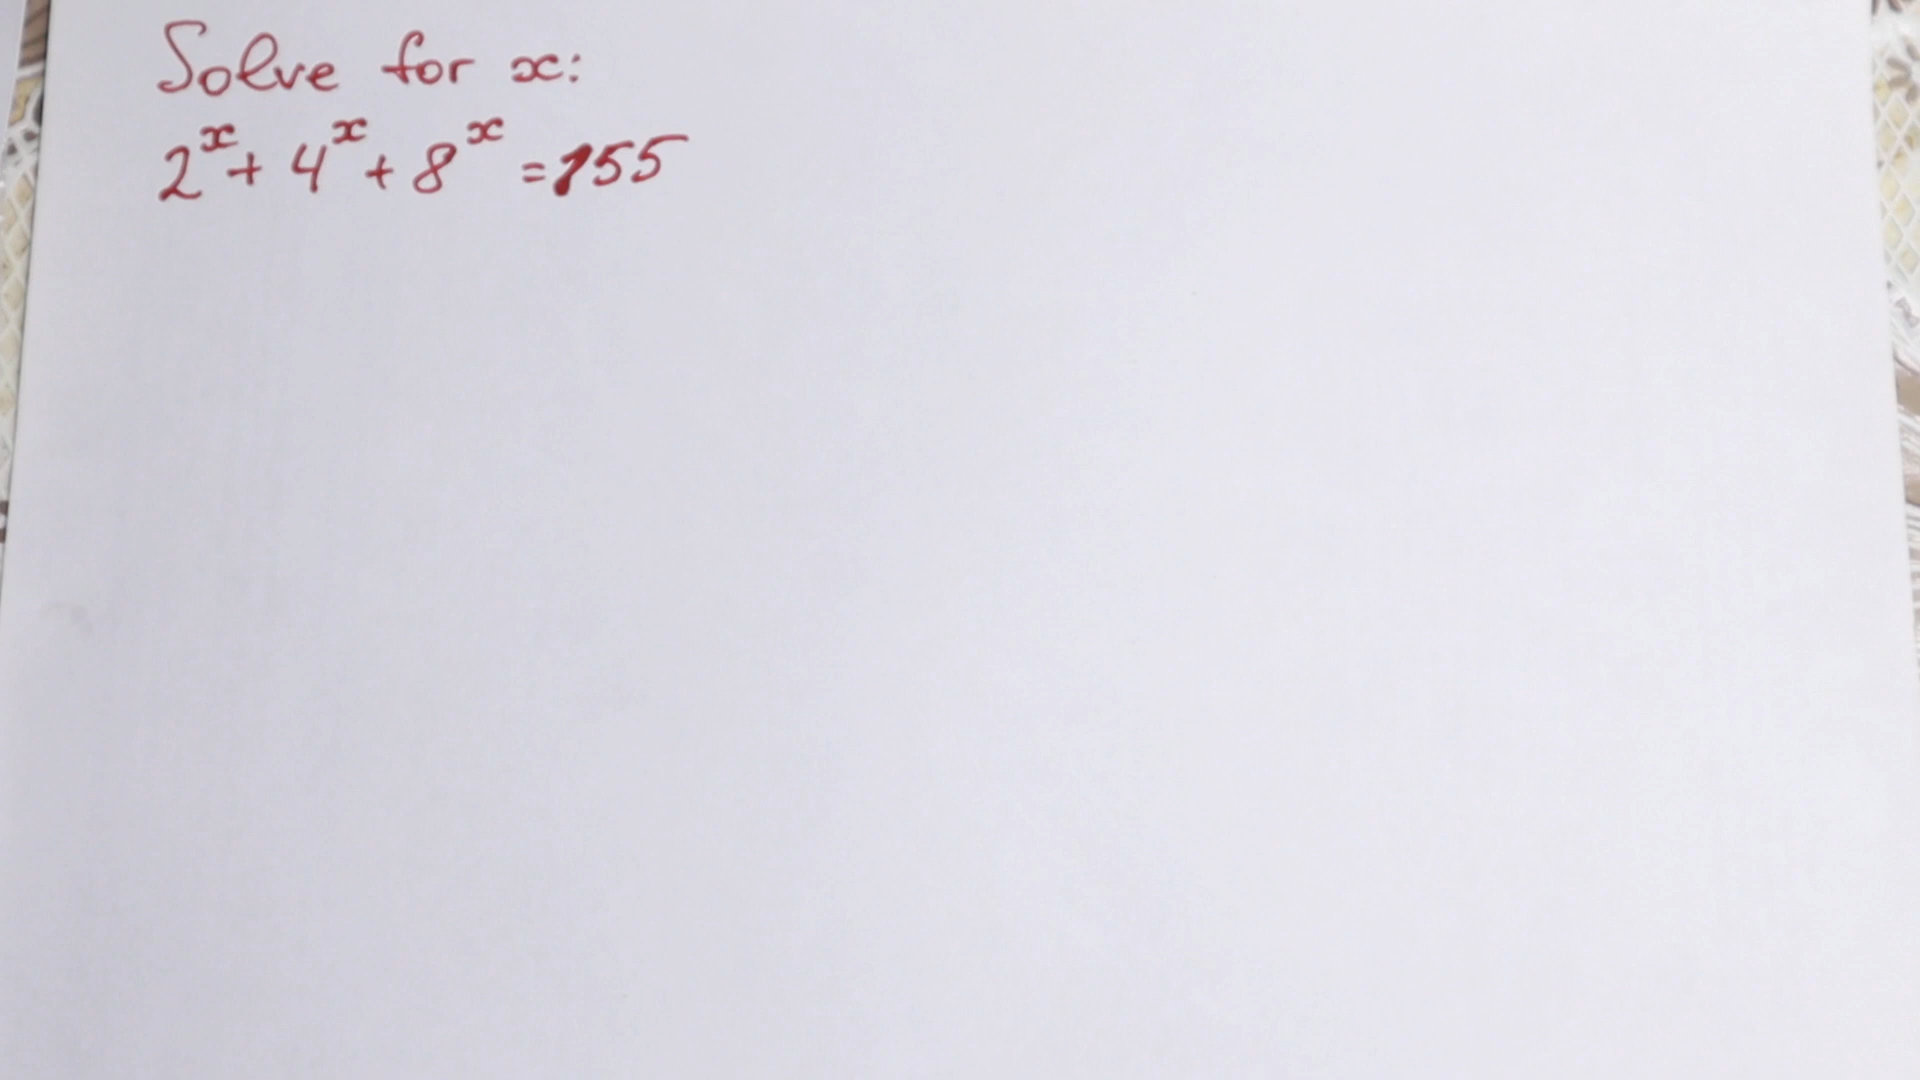 Solve for x:
2^x + 4^x + 8^x = 155